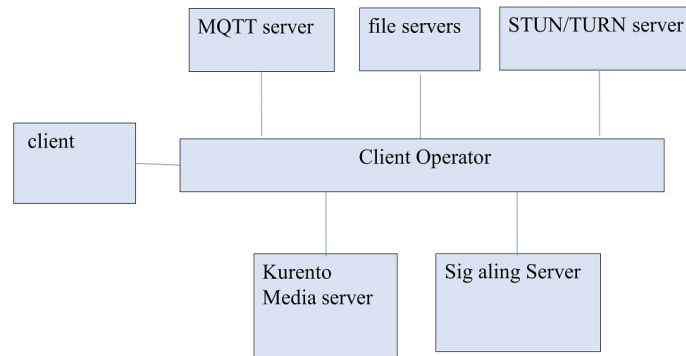 MQTT server
file servers
STUN/TURN server
client
Client Operator
Kurento
Media server
Sig aling Server